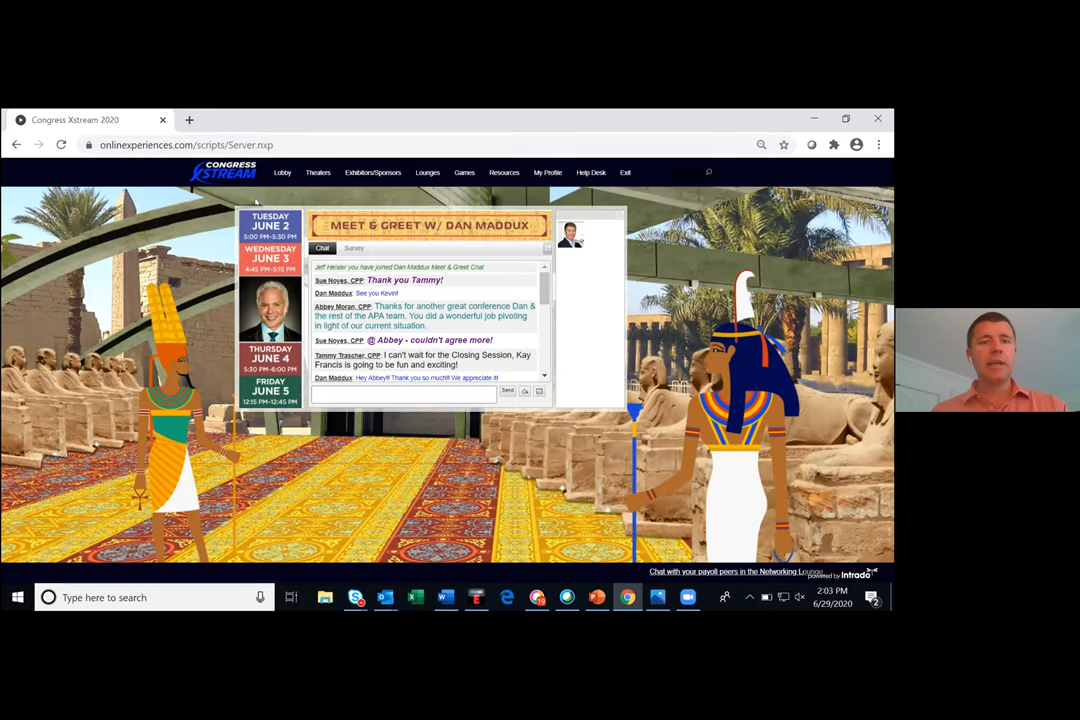 Congress Xstream 2020
onlinexperiences.com/scripts/Server.nxp
CONGRESS
XSTREAM
Lobby
Theaters
Exhibitors/Sponsors
Lounges
Games
Resources
My Profile
Help Desk
Exit
TUESDAY
JUNE 2
5:00 PM-5:30 PM
WEDNESDAY
JUNE 3
4:45 PM-5:15 PM
THURSDAY
JUNE 4
5:30 PM-6:00 PM
FRIDAY
JUNE 5
12:15 PM-12:45 PM
MEET & GREET W/ DAN MADDUX
Chat
Survey
Jeff Heisler you have joined Dan Maddux Meet & Greet Chat
Sue Noyes, CPP: Thank you Tammy!
Dan Maddux: See you Kevin!
Abbey Moran, CPP: Thanks for another great conference Dan &
the rest of the APA team. You did a wonderful job pivoting
in light of our current situation.
Sue Noyes, CPP: @ Abbey - couldn't agree more!
Tammy Trascher, CPP: I can't wait for the Closing Session, Kay
Francis is going to be fun and exciting!
Dan Maddux: Hey Abbey!! Thank you so much!! We appreciate it!
Send
Chat with your payroll peers in the Networking Lounge
powered by intrado
Type here to search
19
2:03 PM
6/29/2020
2